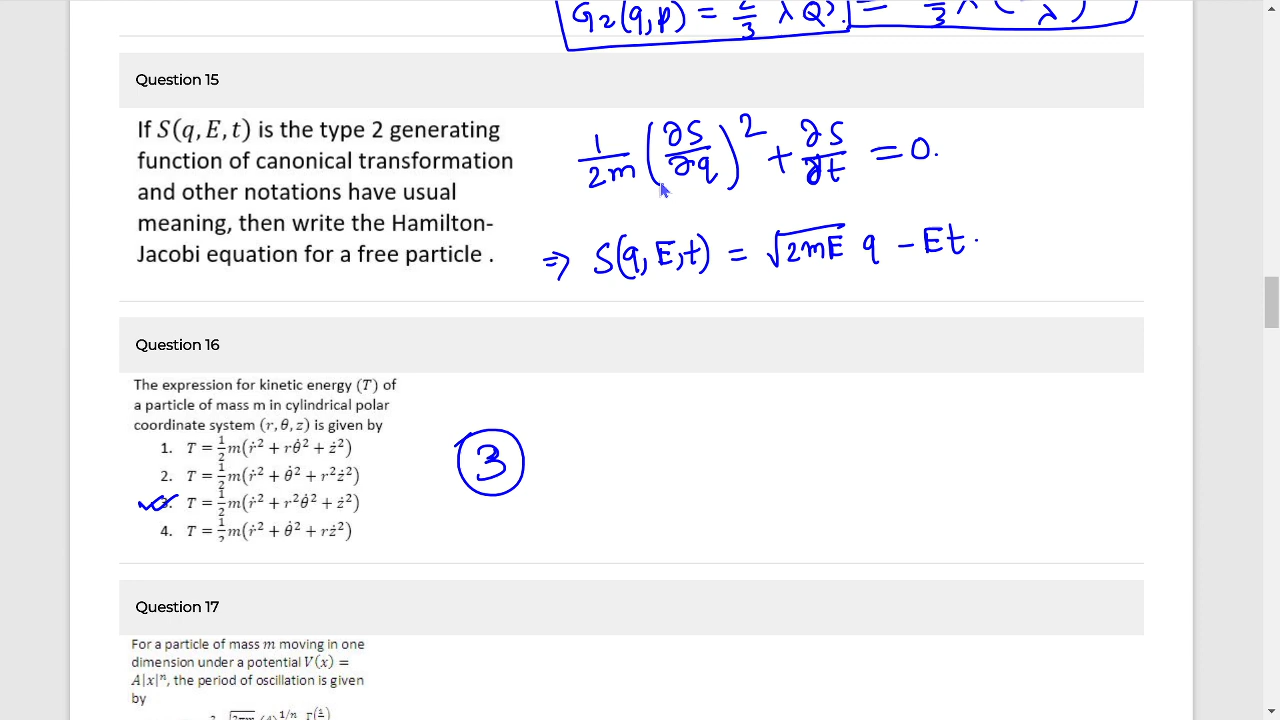 G₂(q,p) = 2/3 λ Q
Question 15
If S(q, E, t) is the type 2 generating
function of canonical transformation
and other notations have usual
meaning, then write the Hamilton-
Jacobi equation for a free particle .
1/2m (∂S/∂q)² + ∂S/∂t = 0.
⇒ S(q,E,t) = √2mE q − Et.
Question 16
The expression for kinetic energy (T) of
a particle of mass m in cylindrical polar
coordinate system (r, θ, z) is given by
1. T = ½m(ṙ² + rθ̇² + ż²)
2. T = ½m(ṙ² + θ̇² + r²ż²)
3. T = ½m(ṙ² + r²θ̇² + ż²)
4. T = ½m(ṙ² + θ̇² + rż²)
3
Question 17
For a particle of mass m moving in one
dimension under a potential V(x) =
A|x|ⁿ, the period of oscillation is given
by